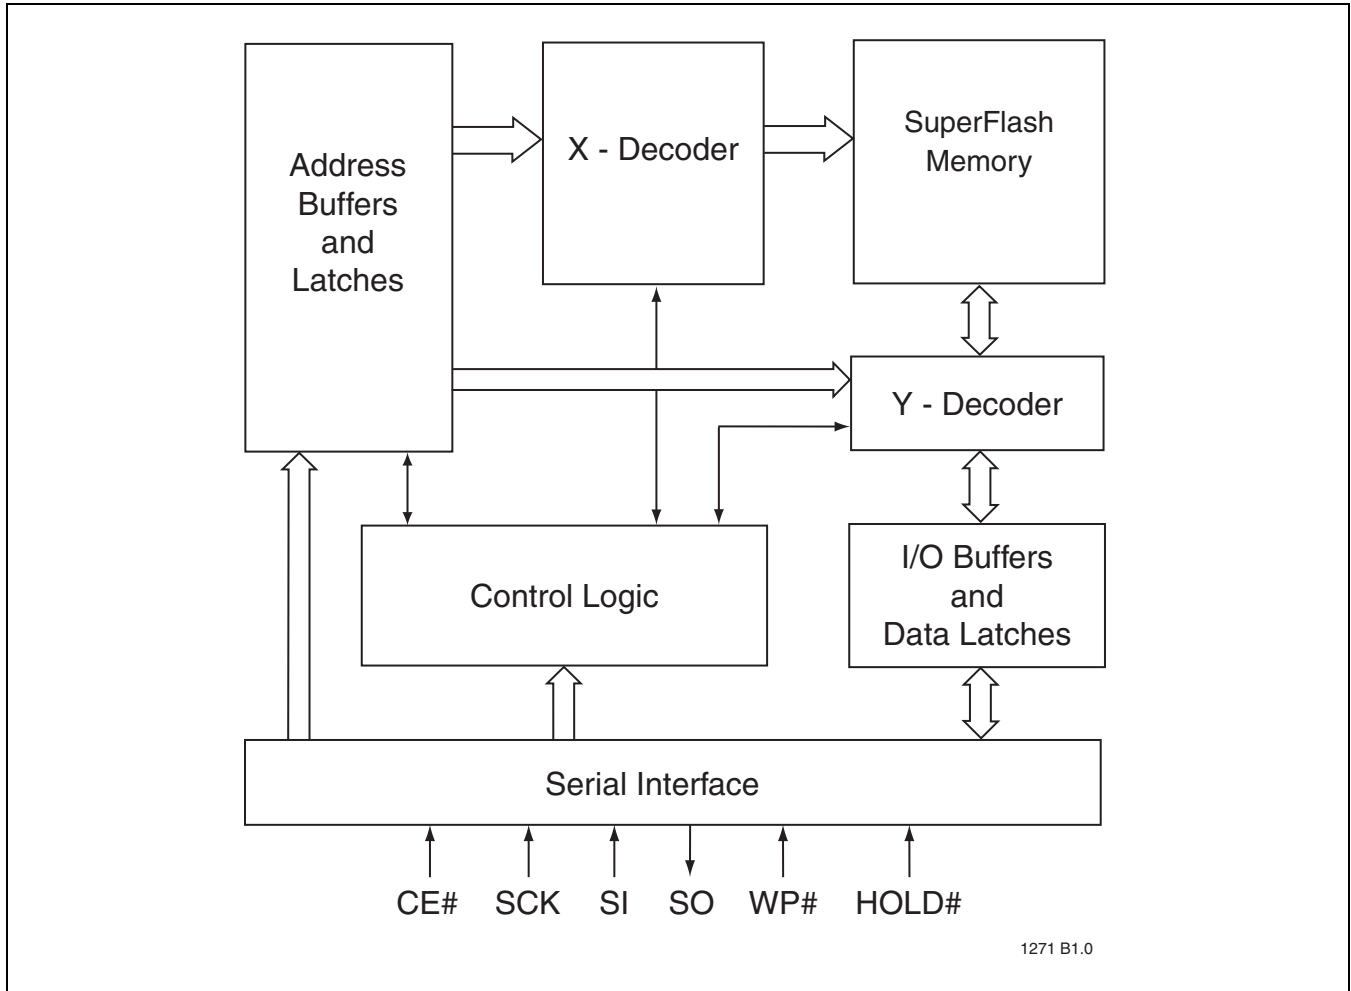 Address
Buffers
and
Latches
X - Decoder
SuperFlash
Memory
Y - Decoder
Control Logic
I/O Buffers
and
Data Latches
Serial Interface
CE# SCK SI SO WP# HOLD#
1271 B1.0